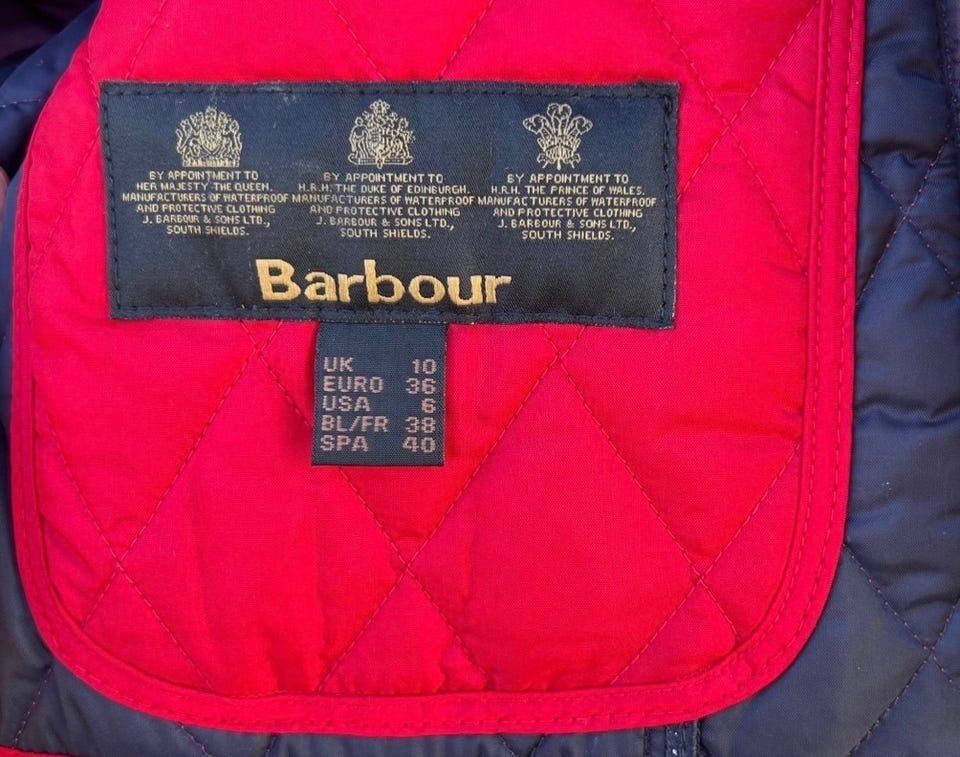 BY APPOINTMENT TO
HER MAJESTY THE QUEEN.
MANUFACTURERS OF WATERPROOF
AND PROTECTIVE CLOTHING
J. BARBOUR & SONS LTD.,
SOUTH SHIELDS.
BY APPOINTMENT TO
H.R.H. THE DUKE OF EDINBURGH.
MANUFACTURERS OF WATERPROOF
AND PROTECTIVE CLOTHING
J. BARBOUR & SONS LTD.,
SOUTH SHIELDS.
BY APPOINTMENT TO
H.R.H. THE PRINCE OF WALES.
MANUFACTURERS OF WATERPROOF
AND PROTECTIVE CLOTHING
J. BARBOUR & SONS LTD.,
SOUTH SHIELDS.
Barbour
UK 10
EURO 36
USA 6
BL/FR 38
SPA 40